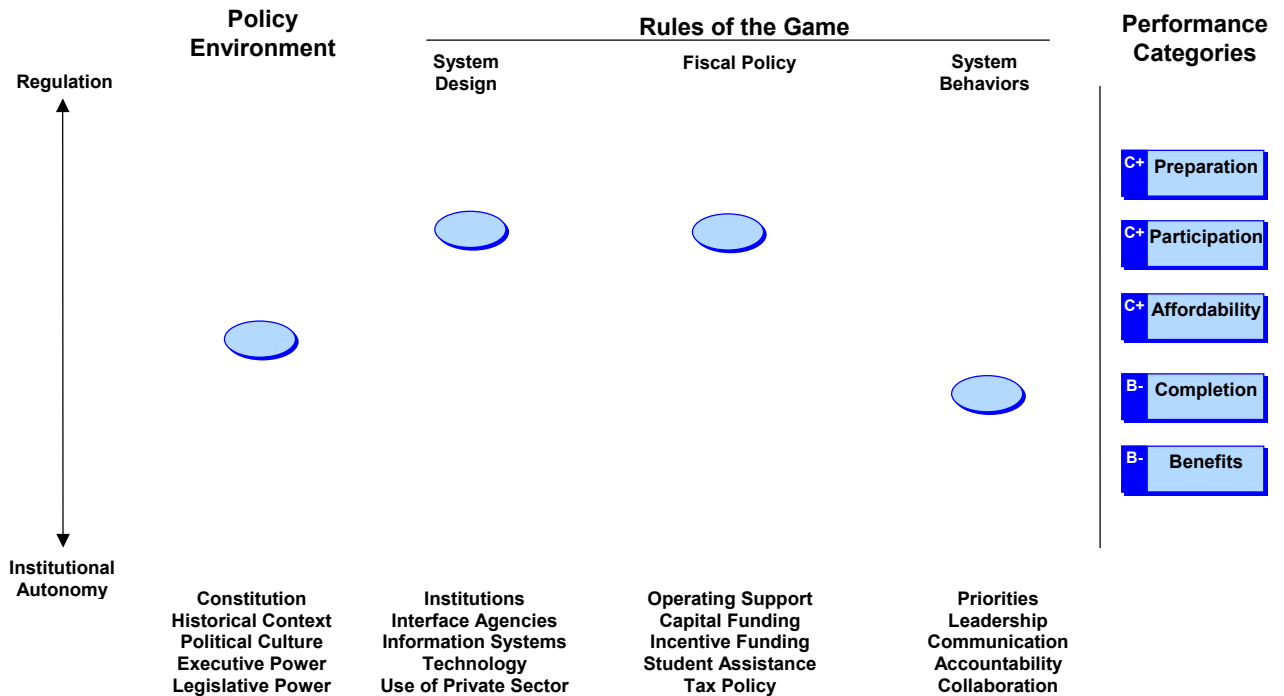 Policy
Environment
Rules of the Game
Performance
Categories
System
Design
Fiscal Policy
System
Behaviors
Regulation
C+ Preparation
C+ Participation
C+ Affordability
B- Completion
B- Benefits
Institutional
Autonomy
Constitution
Historical Context
Political Culture
Executive Power
Legislative Power
Institutions
Interface Agencies
Information Systems
Technology
Use of Private Sector
Operating Support
Capital Funding
Incentive Funding
Student Assistance
Tax Policy
Priorities
Leadership
Communication
Accountability
Collaboration